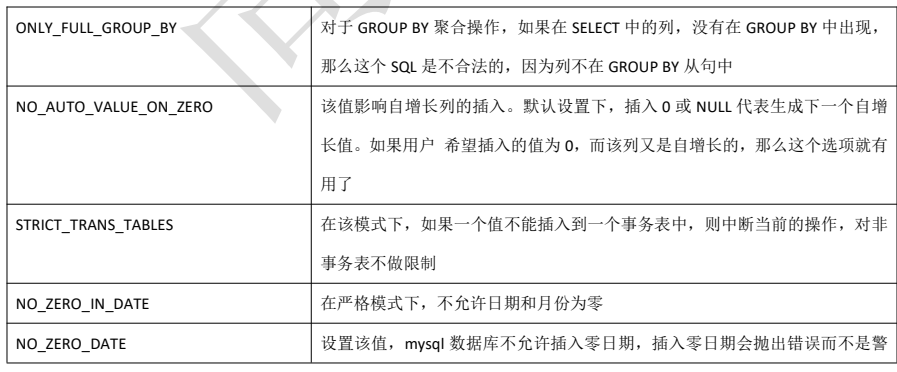 ONLY_FULL_GROUP_BY
对于 GROUP BY 聚合操作，如果在 SELECT 中的列，没有在 GROUP BY 中出现，
那么这个 SQL 是不合法的，因为列不在 GROUP BY 从句中
NO_AUTO_VALUE_ON_ZERO
该值影响自增长列的插入。默认设置下，插入 0 或 NULL 代表生成下一个自增
长值。如果用户 希望插入的值为 0，而该列又是自增长的，那么这个选项就有
用了
STRICT_TRANS_TABLES
在该模式下，如果一个值不能插入到一个事务表中，则中断当前的操作，对非
事务表不做限制
NO_ZERO_IN_DATE
在严格模式下，不允许日期和月份为零
NO_ZERO_DATE
设置该值，mysql 数据库不允许插入零日期，插入零日期会抛出错误而不是警